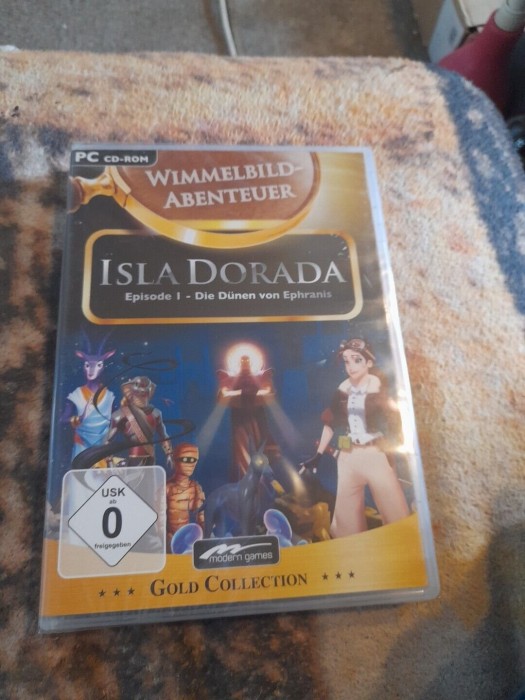 PC CD-ROM
WIMMELBILD-
ABENTEUER
ISLA DORADA
Episode 1 - Die Dünen von Ephranis
USK
ab
0
freigegeben
modern games
*** GOLD COLLECTION ***